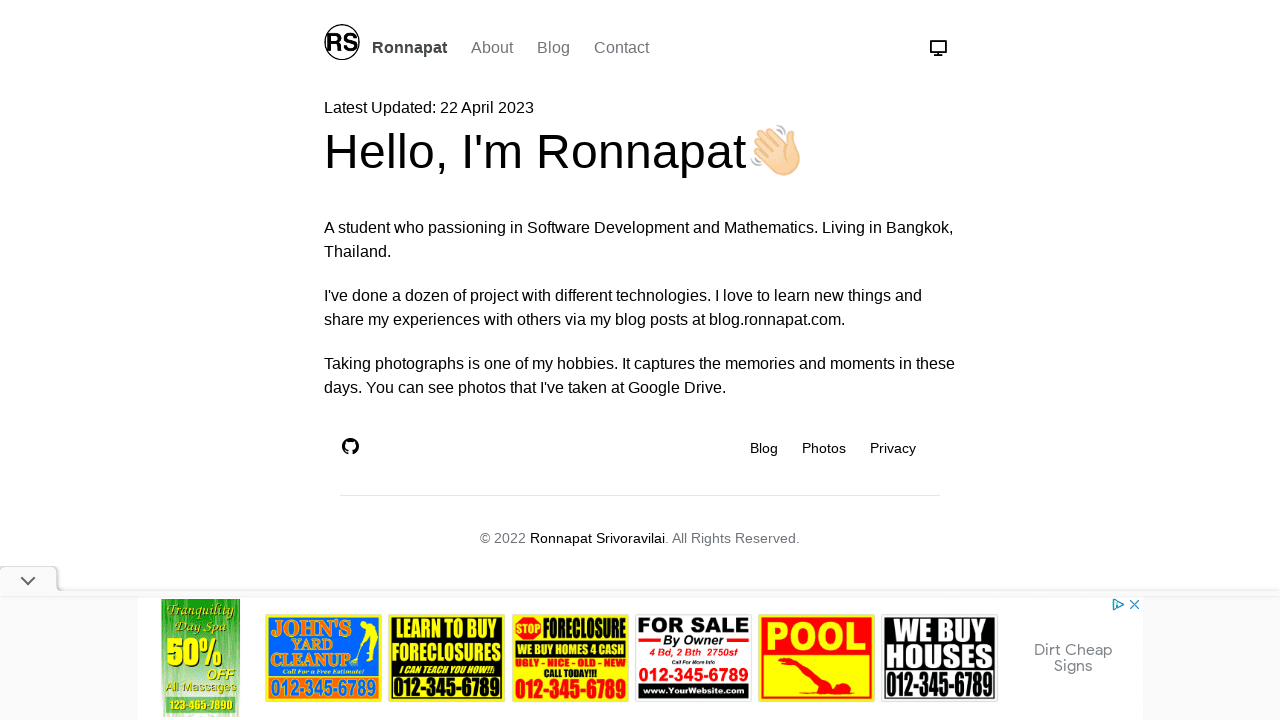 RS
Ronnapat
About
Blog
Contact
Latest Updated: 22 April 2023
Hello, I'm Ronnapat
A student who passioning in Software Development and Mathematics. Living in Bangkok,
Thailand.
I've done a dozen of project with different technologies. I love to learn new things and
share my experiences with others via my blog posts at blog.ronnapat.com.
Taking photographs is one of my hobbies. It captures the memories and moments in these
days. You can see photos that I've taken at Google Drive.
Blog
Photos
Privacy
© 2022 Ronnapat Srivoravilai. All Rights Reserved.
Tranquility
Day Spa
50%
OFF
All Massages
123-465-7890
JOHN'S
YARD
CLEANUP
Call For a Free Estimate!
012-345-6789
LEARN TO BUY
FORECLOSURES
I CAN TEACH YOU HOW!!!
012-345-6789
STOP FORECLOSURE
WE BUY HOMES 4 CASH
UGLY - NICE - OLD - NEW
CALL TODAY!!!
012-345-6789
FOR SALE
By Owner
4 Bd, 2 Bth 2750sf
Call For More Info
012-345-6789
www.YourWebsite.com
POOL
012-345-6789
WE BUY
HOUSES
012-345-6789
Dirt Cheap
Signs